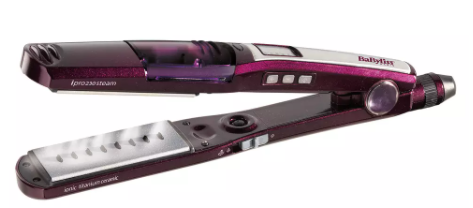 BaByliss
ipro230steam
ionic titanium ceramic